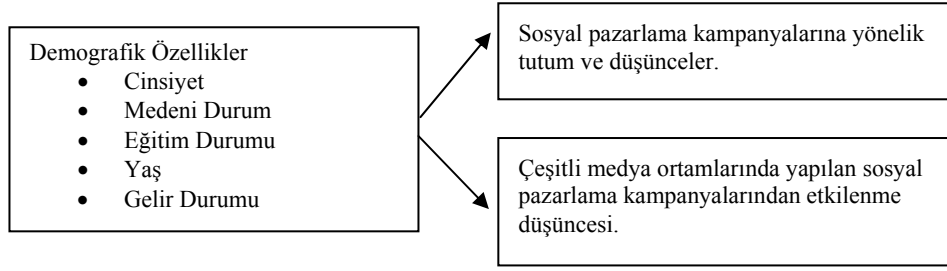 Demografik Özellikler
• Cinsiyet
• Medeni Durum
• Eğitim Durumu
• Yaş
• Gelir Durumu
Sosyal pazarlama kampanyalarına yönelik
tutum ve düşünceler.
Çeşitli medya ortamlarında yapılan sosyal
pazarlama kampanyalarından etkilenme
düşüncesi.